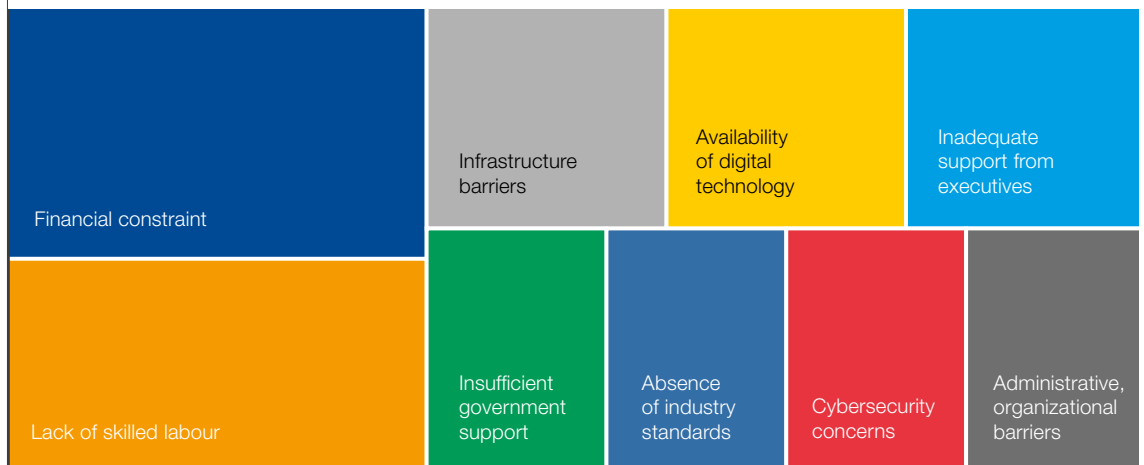 Financial constraint
Infrastructure
barriers
Availability
of digital
technology
Inadequate
support from
executives
Lack of skilled labour
Insufficient
government
support
Absence
of industry
standards
Cybersecurity
concerns
Administrative,
organizational
barriers